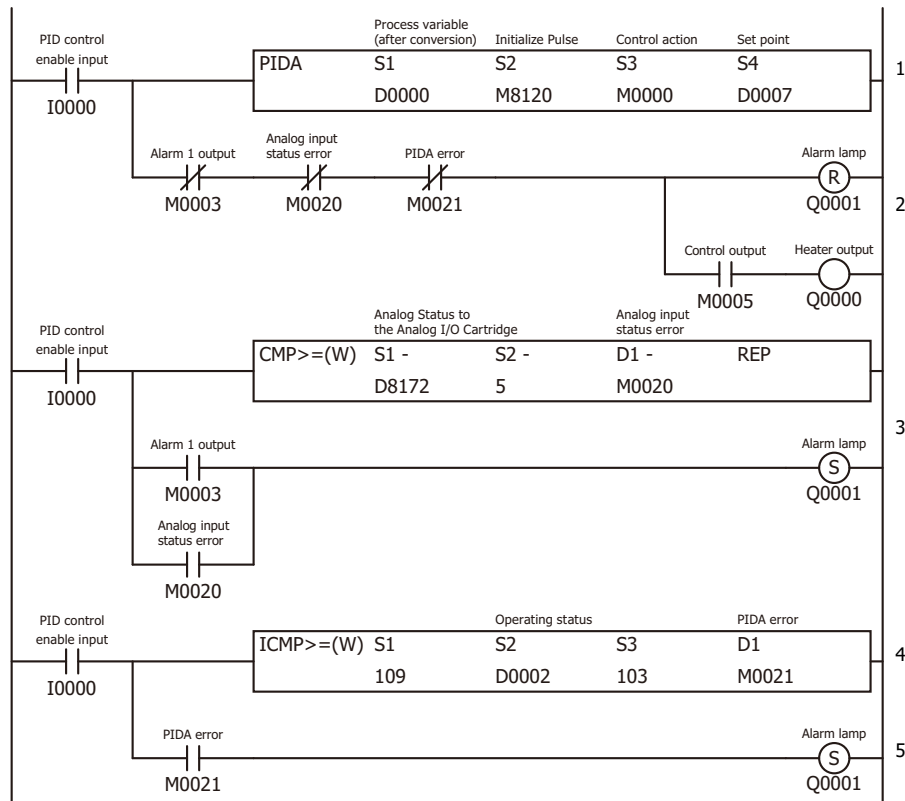 Process variable
(after conversion) Initialize Pulse Control action Set point
PID control
enable input
PIDA S1 S2 S3 S4
D0000 M8120 M0000 D0007
I0000
1
Alarm 1 output Analog input
status error PIDA error Alarm lamp
R
M0003 M0020 M0021 Q0001
2
Control output Heater output
M0005 Q0000
PID control
enable input
Analog Status to
the Analog I/O Cartridge
Analog input
status error
CMP>=(W) S1 - S2 - D1 - REP
D8172 5 M0020
I0000
3
Alarm 1 output Alarm lamp
S
M0003 Q0001
Analog input
status error
M0020
PID control
enable input
Operating status PIDA error
ICMP>=(W) S1 S2 S3 D1
109 D0002 103 M0021
I0000
4
PIDA error Alarm lamp
S
M0021 Q0001
5